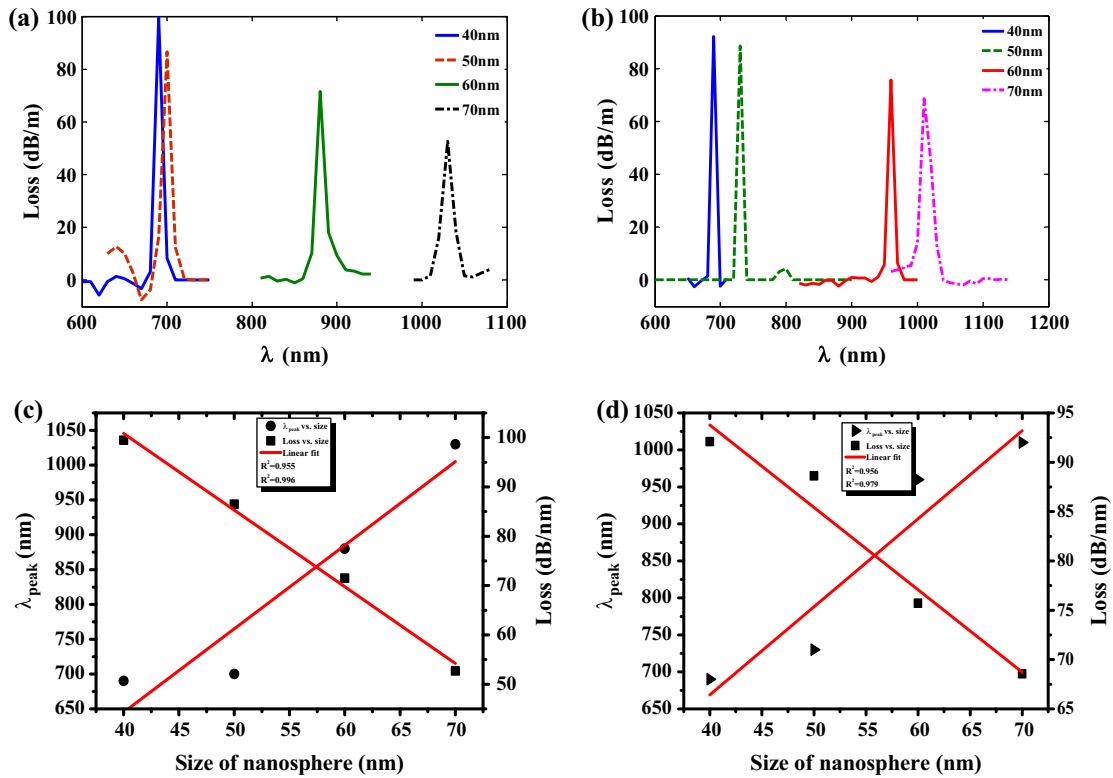 (a)
100
80
60
40
20
0
600 700 800 900 1000 1100
Loss (dB/m)
λ (nm)
40nm
50nm
60nm
70nm
(b)
100
80
60
40
20
0
600 700 800 900 1000 1100 1200
Loss (dB/m)
λ (nm)
40nm
50nm
60nm
70nm
(c)
1050
1000
950
900
850
800
750
700
650
λpeak (nm)
40 45 50 55 60 65 70
Size of nanosphere (nm)
100
90
80
70
60
50
Loss (dB/nm)
λpeak vs. size
Loss vs. size
Linear fit
R²=0.955
R²=0.996
(d)
1050
1000
950
900
850
800
750
700
650
λpeak (nm)
40 45 50 55 60 65 70
Size of nanosphere (nm)
95
90
85
80
75
70
65
Loss (dB/nm)
λpeak vs. size
Loss vs. size
Linear fit
R²=0.956
R²=0.979